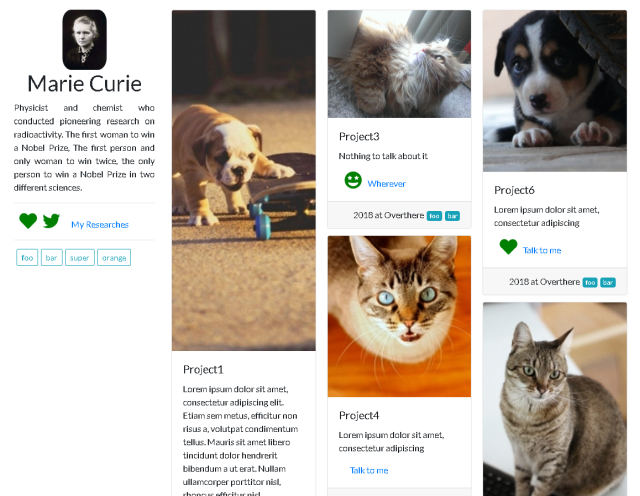 Marie Curie
Physicist and chemist who
conducted pioneering research on
radioactivity. The first woman to win
a Nobel Prize, The first person and
only woman to win twice, the only
person to win a Nobel Prize in two
different sciences.
My Researches
foo bar super orange
Project1
Lorem ipsum dolor sit amet,
consectetur adipiscing elit.
Etiam sem metus, efficitur non
risus a, volutpat condimentum
tellus. Mauris sit amet libero
tincidunt dolor hendrerit
bibendum a ut erat. Nullam
ullamcorper porttitor nisl,
rhoncus efficitur nisl
Project3
Nothing to talk about it
Wherever
2018 at Overthere foo bar
Project4
Lorem ipsum dolor sit amet,
consectetur adipiscing
Talk to me
Project6
Lorem ipsum dolor sit amet,
consectetur adipiscing
Talk to me
2018 at Overthere foo bar